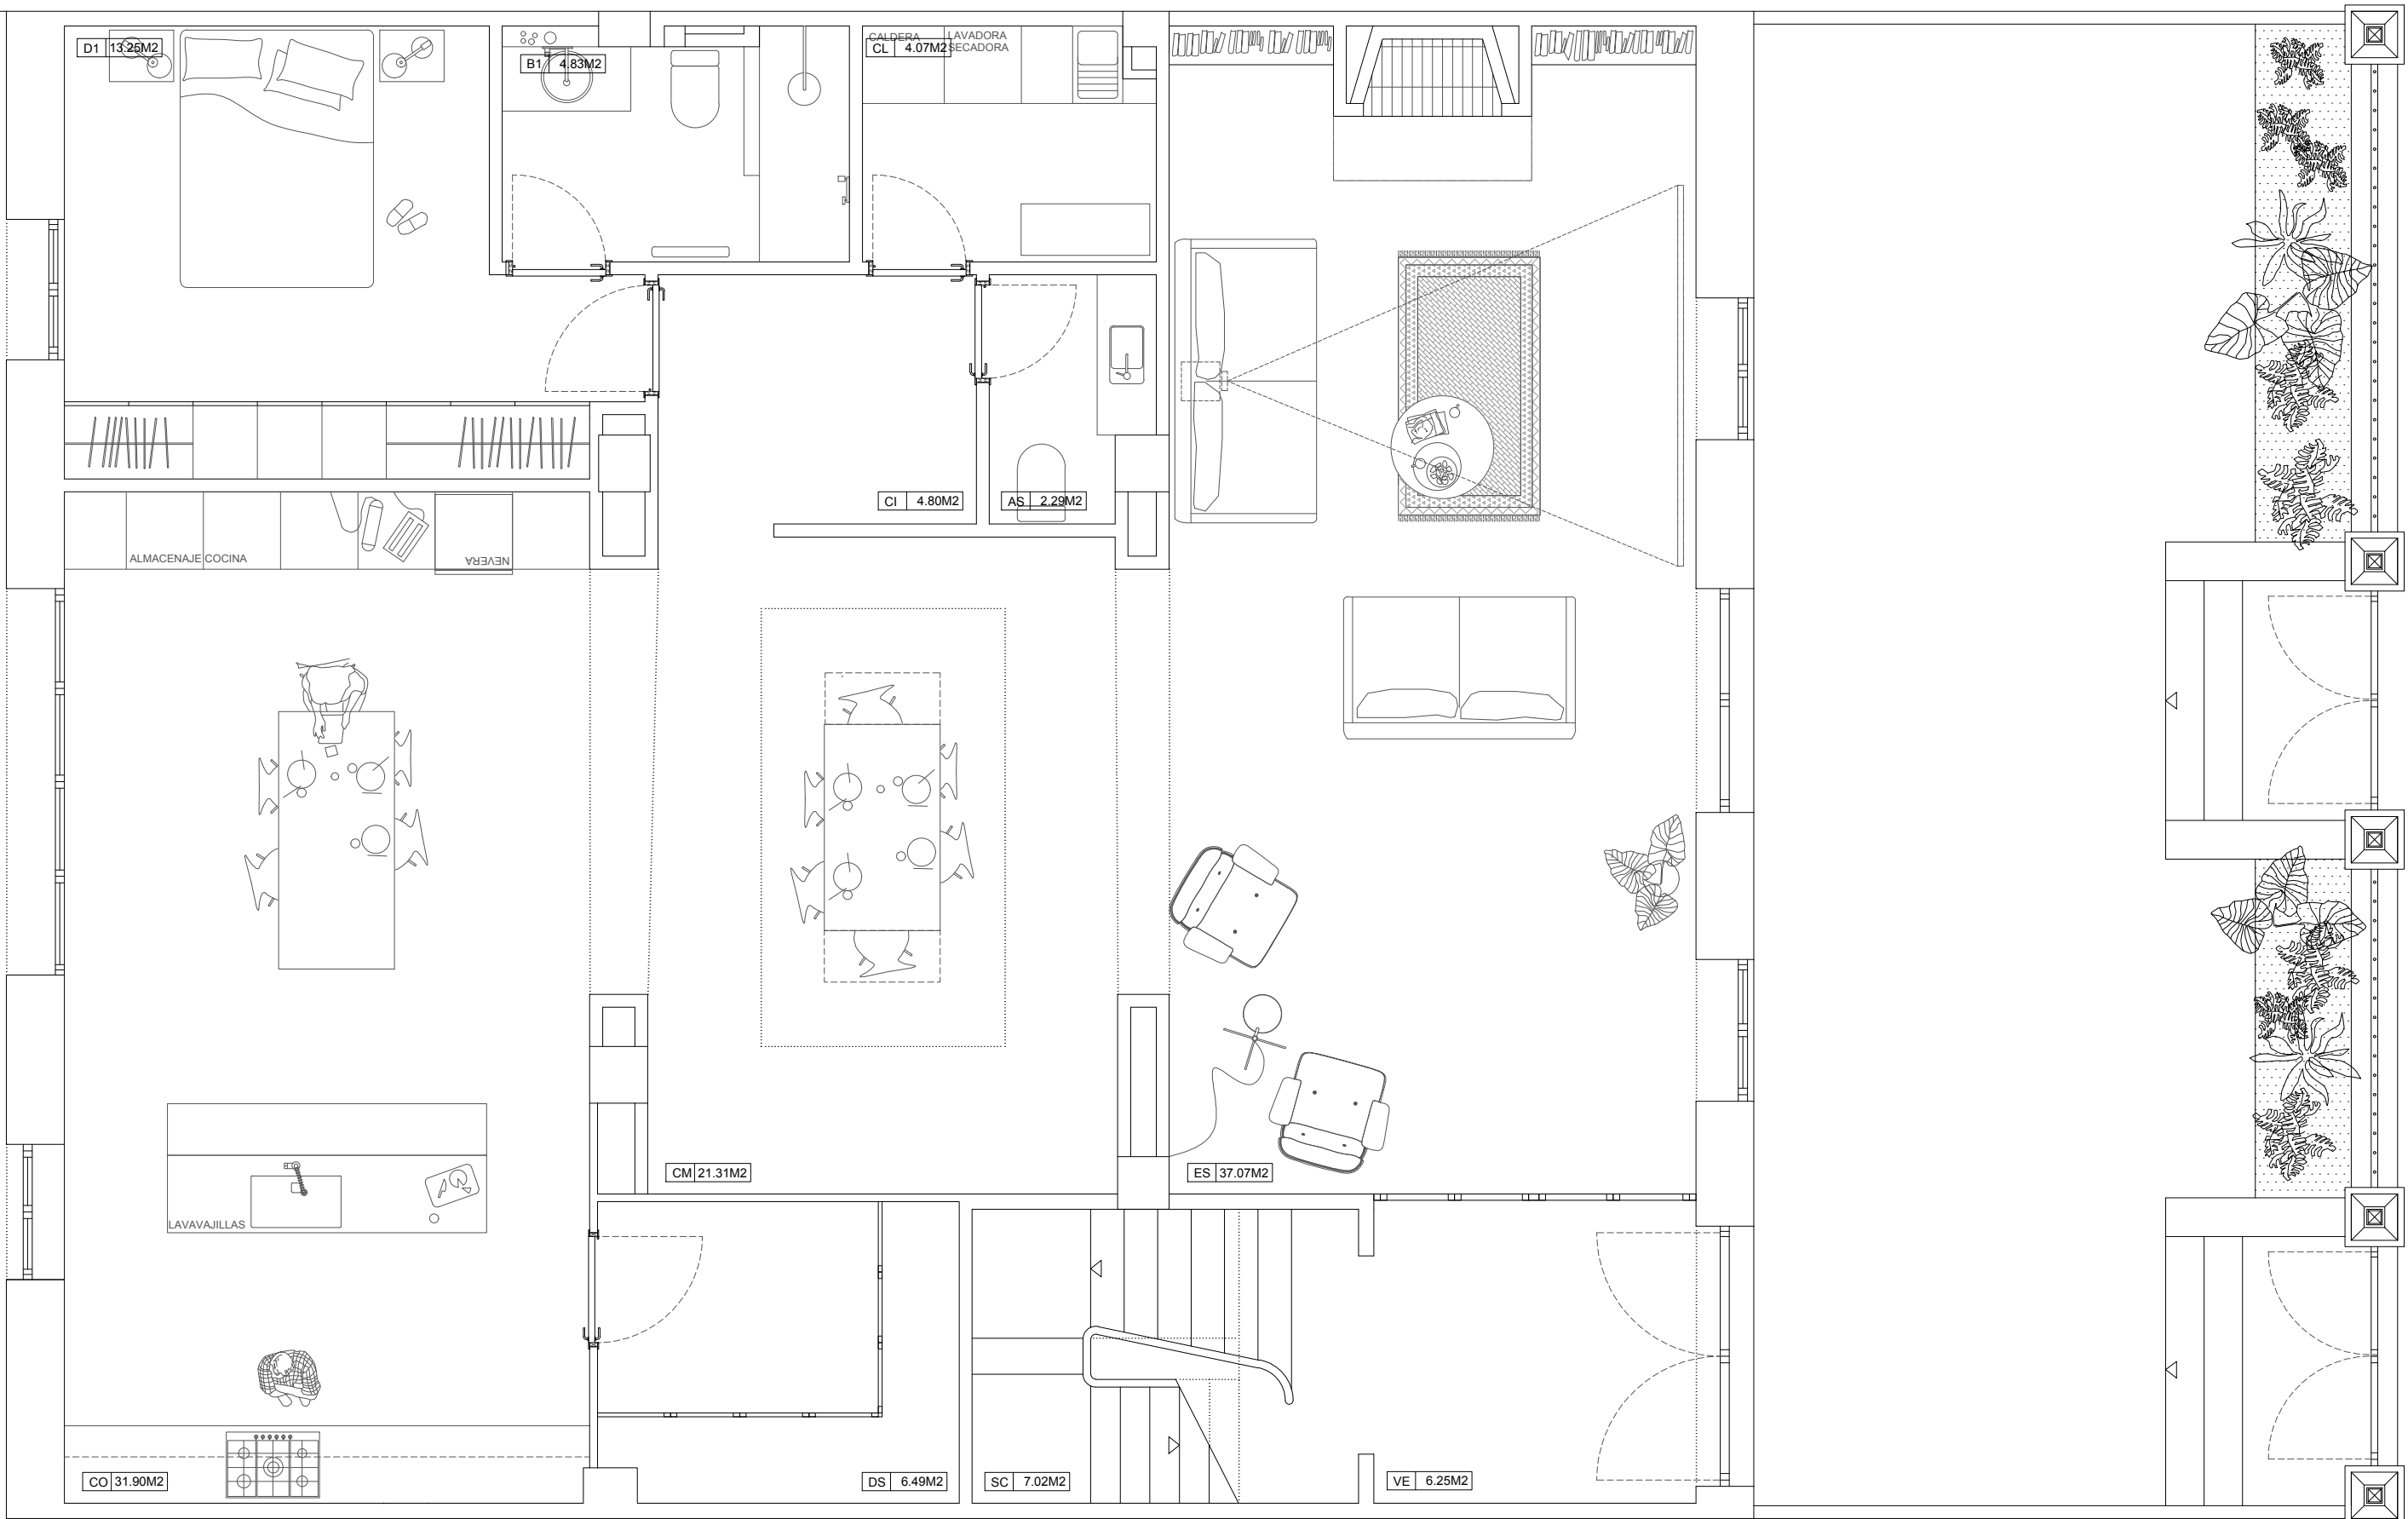 D1 13.25M2
B1 4.83M2
CALDERA
CL 4.07M2
LAVADORA
SECADORA
CI 4.80M2
AS 2.29M2
ALMACENAJE COCINA
NEVERA
CM 21.31M2
ES 37.07M2
LAVAVAJILLAS
CO 31.90M2
DS 6.49M2
SC 7.02M2
VE 6.25M2